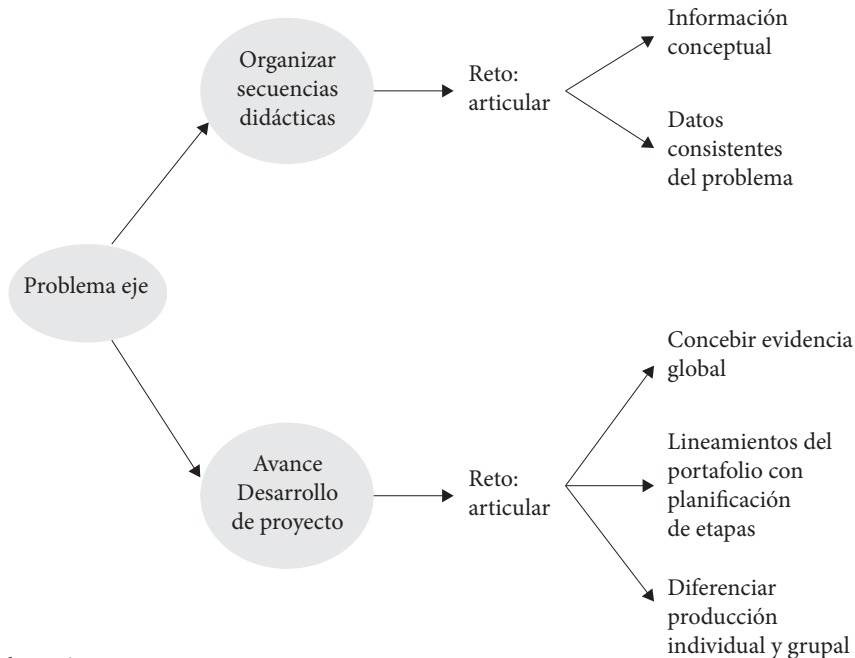 Organizar
secuencias
didácticas
Reto:
articular
Información
conceptual
Datos
consistentes
del problema
Problema eje
Avance
Desarrollo
de proyecto
Reto:
articular
Concebir evidencia
global
Lineamientos del
portafolio con
planificación
de etapas
Diferenciar
producción
individual y grupal